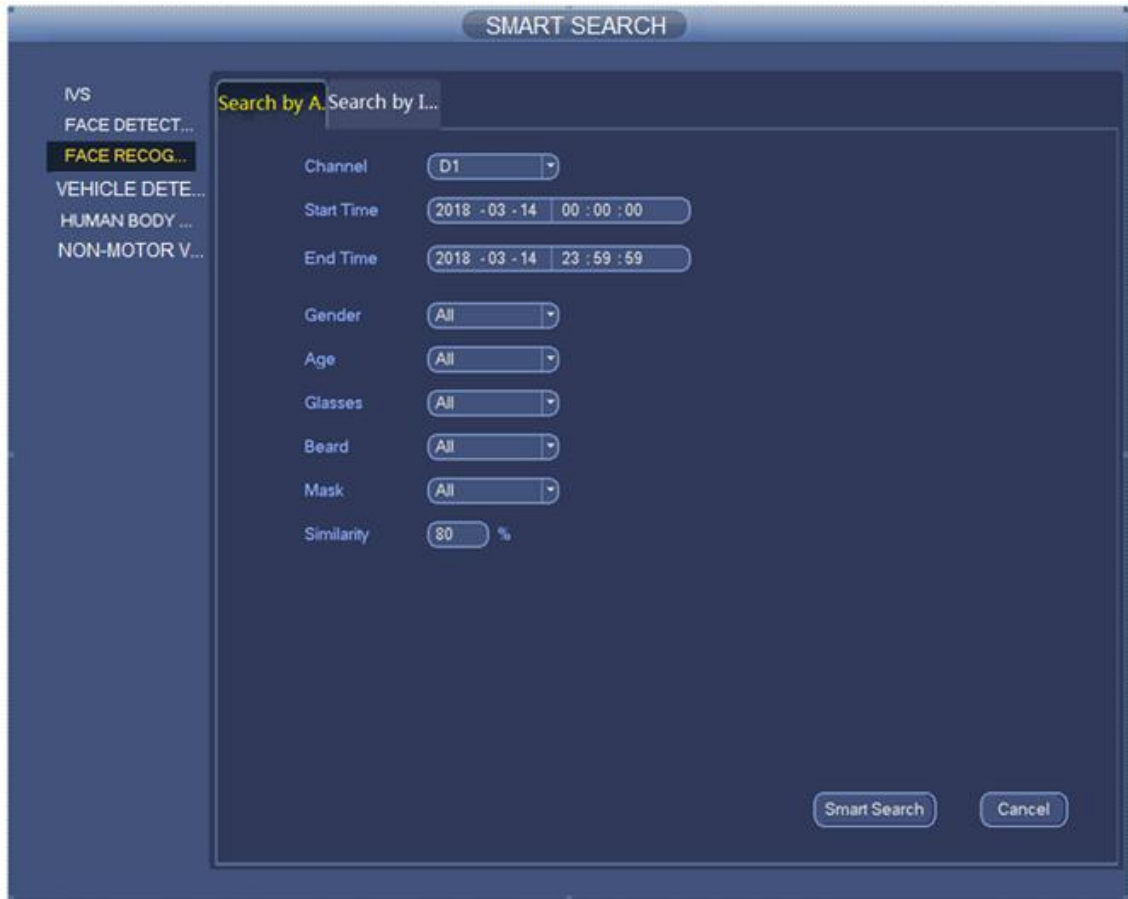 SMART SEARCH
IVS
FACE DETECT...
FACE RECOG...
VEHICLE DETE...
HUMAN BODY ...
NON-MOTOR V...
Search by A. Search by I...
Channel D1
Start Time 2018 - 03 - 14 00 : 00 : 00
End Time 2018 - 03 - 14 23 : 59 : 59
Gender All
Age All
Glasses All
Beard All
Mask All
Similarity 80 %
Smart Search Cancel